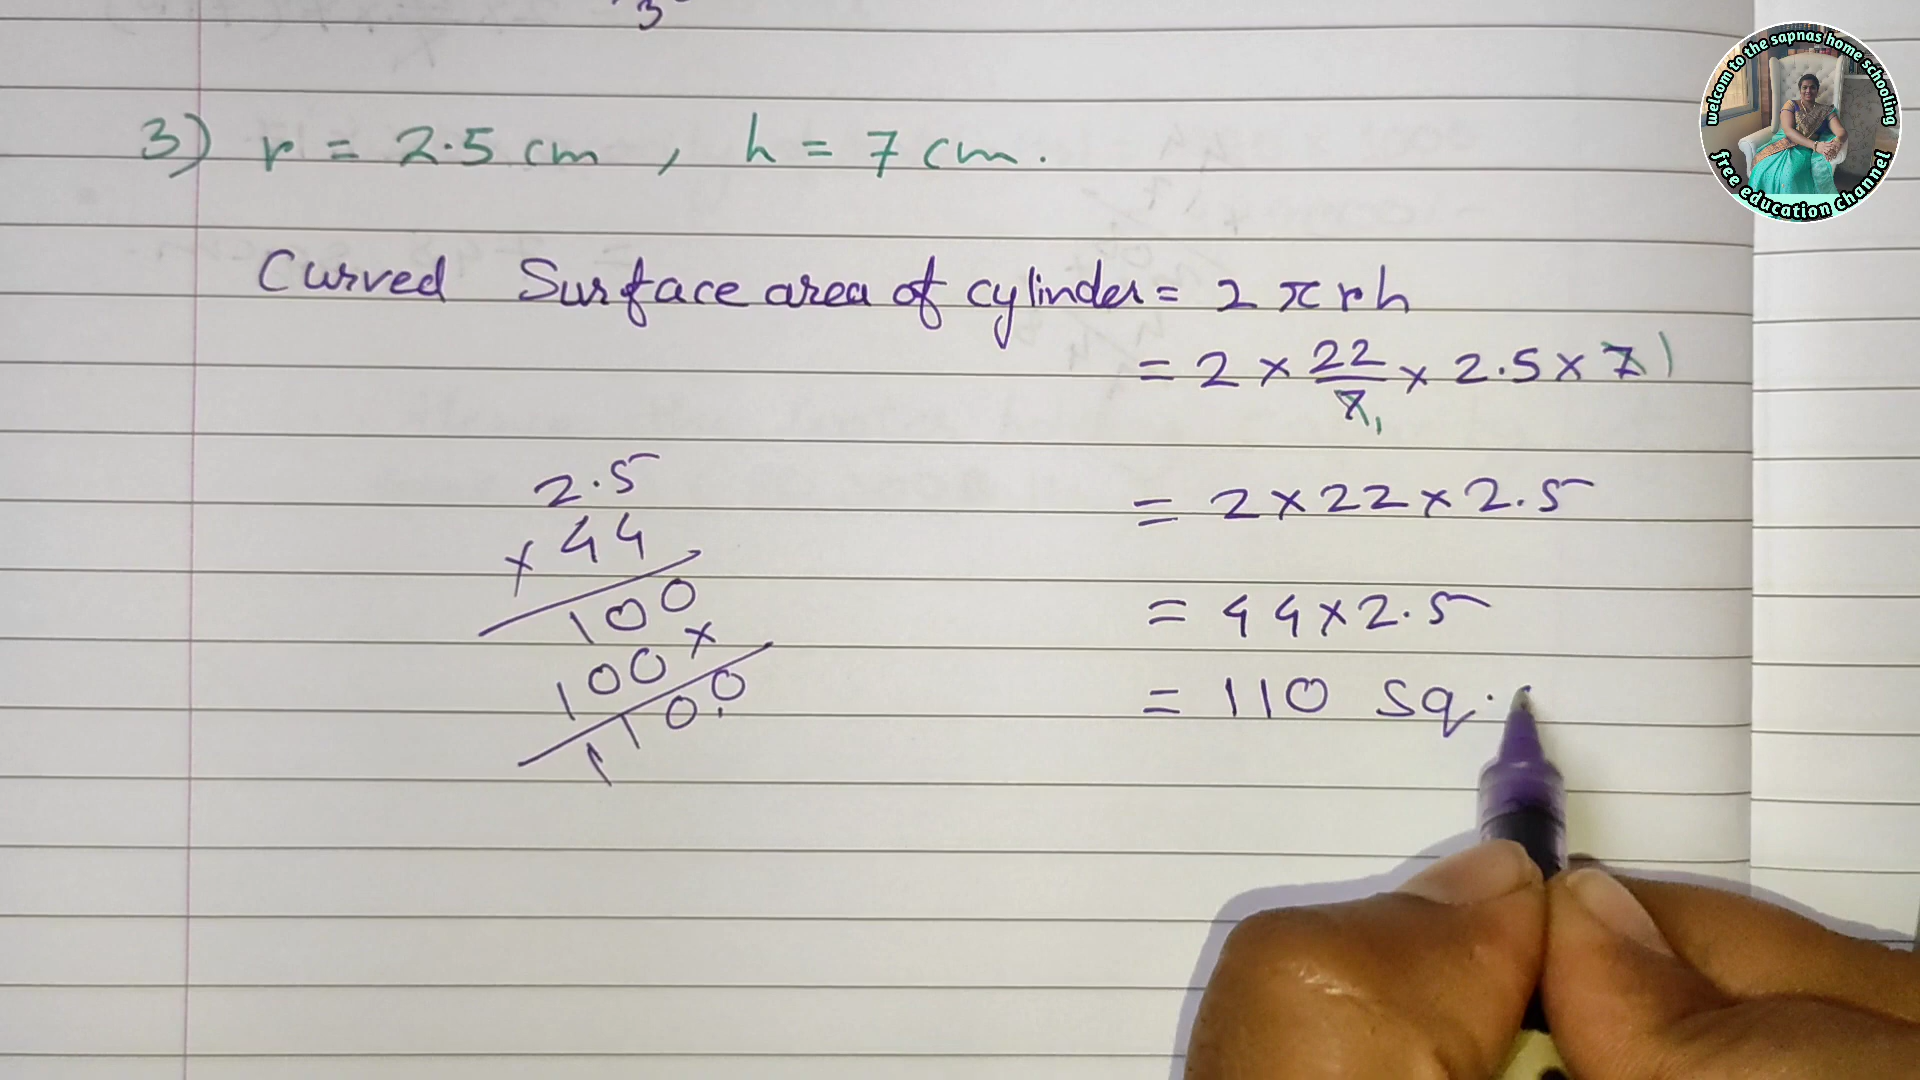 welcom to the sapnas home schooling
free education channel
3) r = 2.5 cm , h = 7 cm.
Curved Surface area of cylinder = 2πrh
= 2 × 22/7 1 × 2.5 × 7 1
= 2 × 22 × 2.5
= 44 × 2.5
= 110 sq.
2.5
× 44
100
100×
110.0